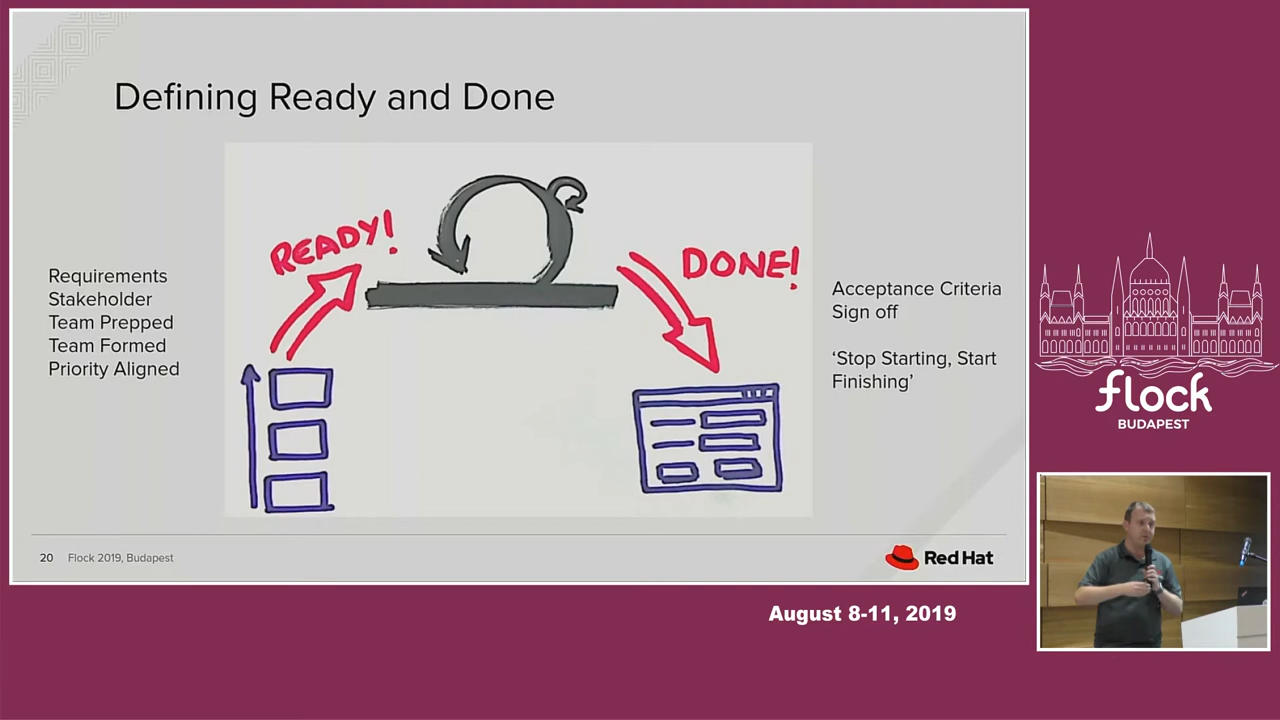 Defining Ready and Done
Requirements
Stakeholder
Team Prepped
Team Formed
Priority Aligned
READY!
DONE!
Acceptance Criteria
Sign off
‘Stop Starting, Start
Finishing’
20 Flock 2019, Budapest
Red Hat
flock
BUDAPEST
August 8-11, 2019